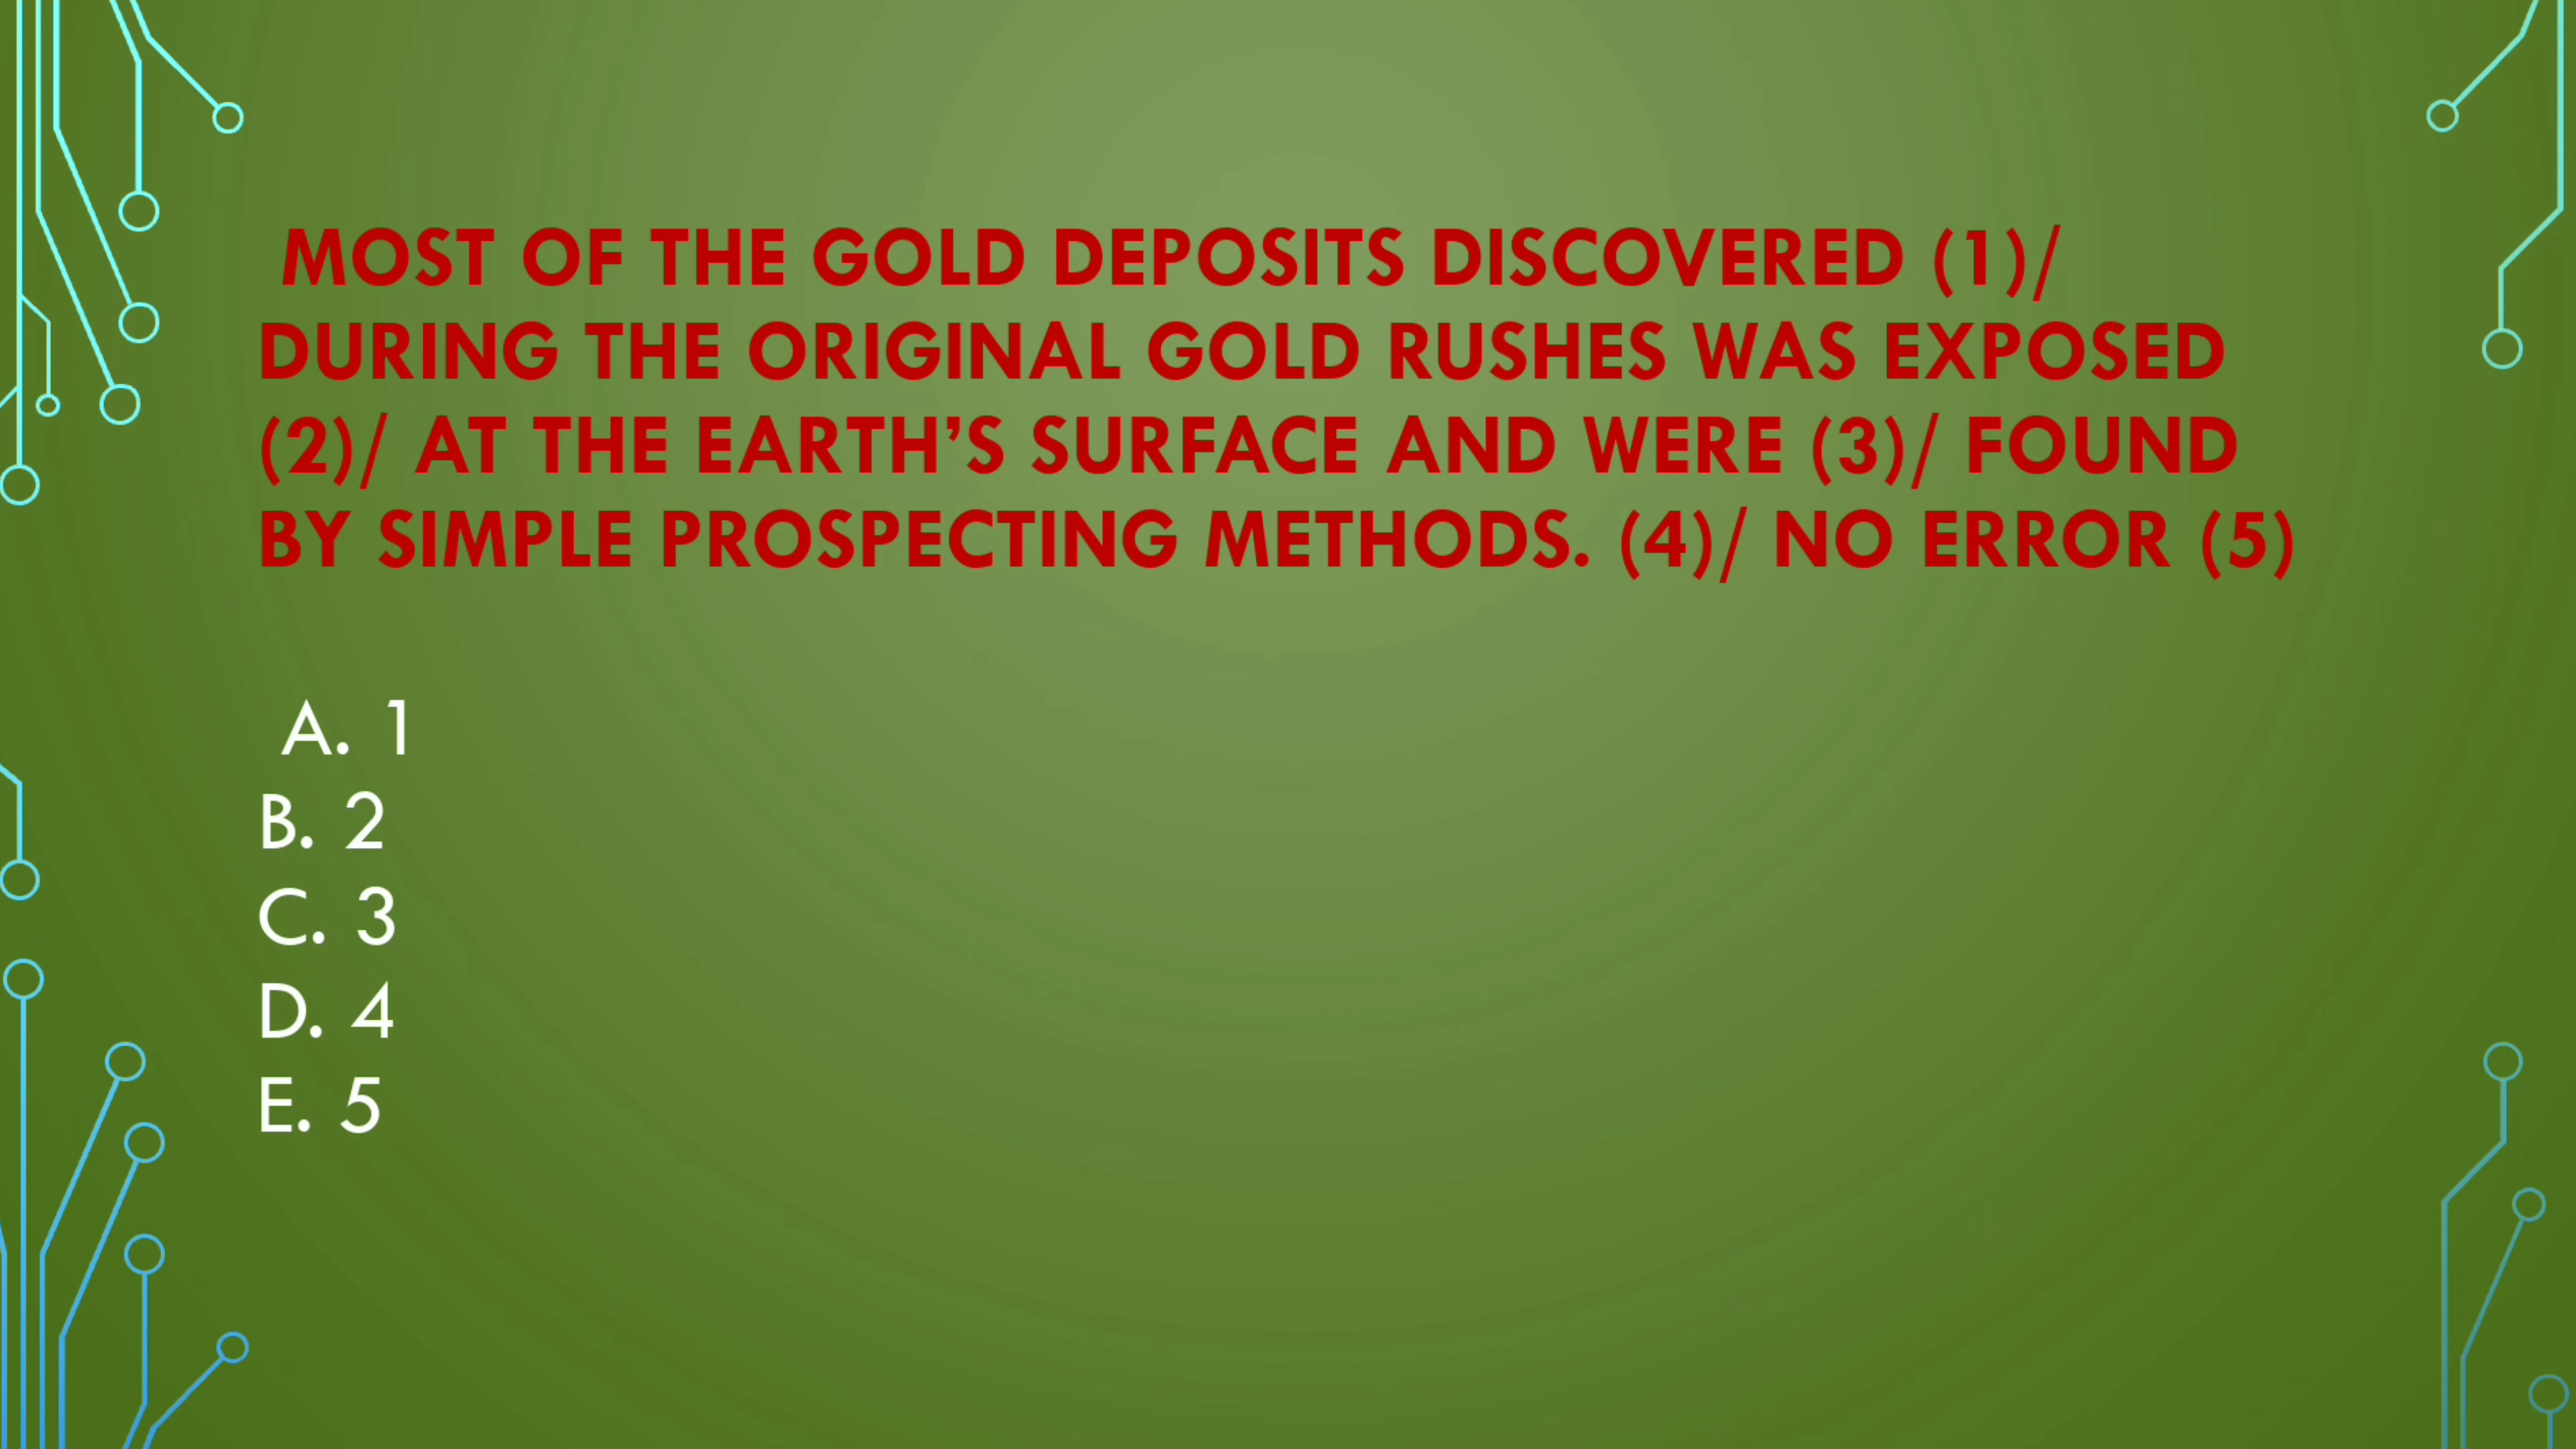 MOST OF THE GOLD DEPOSITS DISCOVERED (1)/
DURING THE ORIGINAL GOLD RUSHES WAS EXPOSED
(2)/ AT THE EARTH’S SURFACE AND WERE (3)/ FOUND
BY SIMPLE PROSPECTING METHODS. (4)/ NO ERROR (5)
A. 1
B. 2
C. 3
D. 4
E. 5